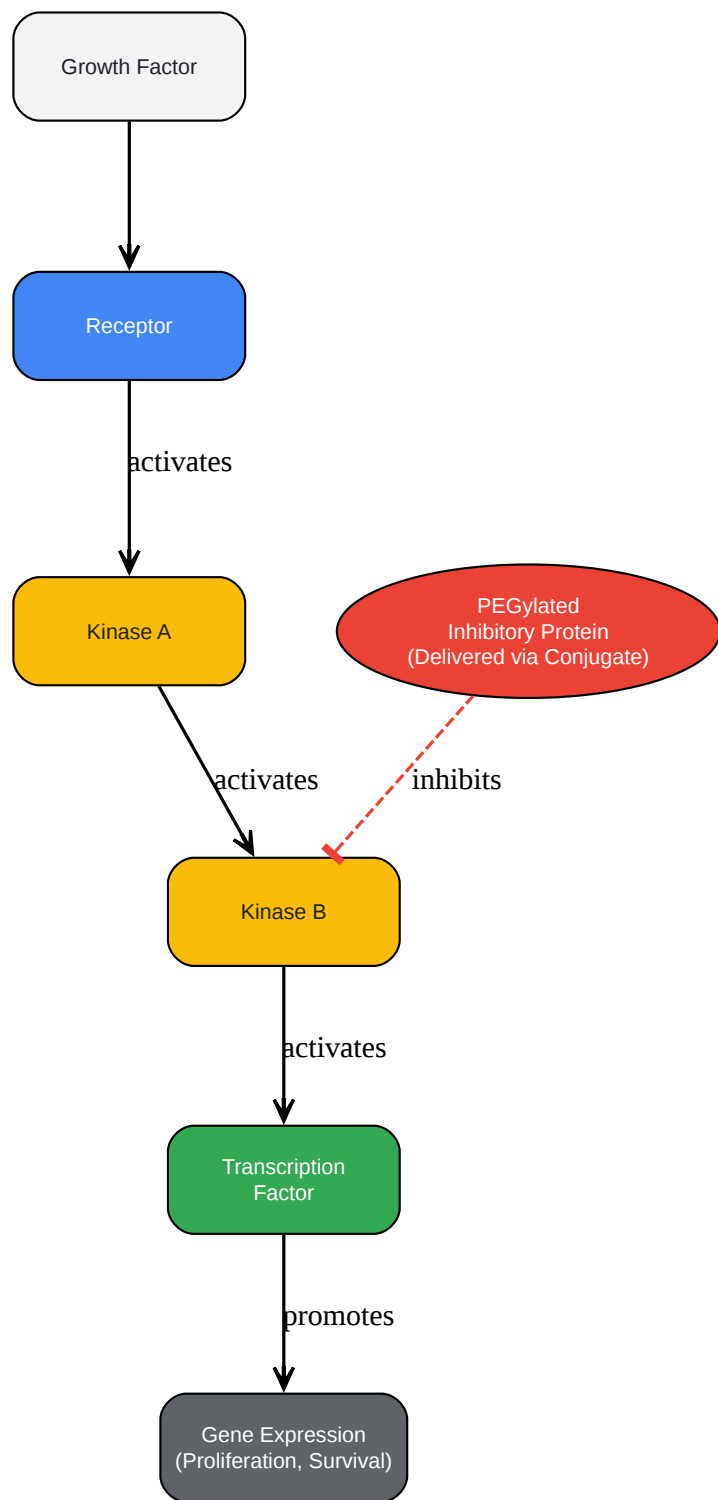 Growth Factor
Receptor
activates
Kinase A
PEGylated
Inhibitory Protein
(Delivered via Conjugate)
activates
inhibits
Kinase B
activates
Transcription
Factor
promotes
Gene Expression
(Proliferation, Survival)